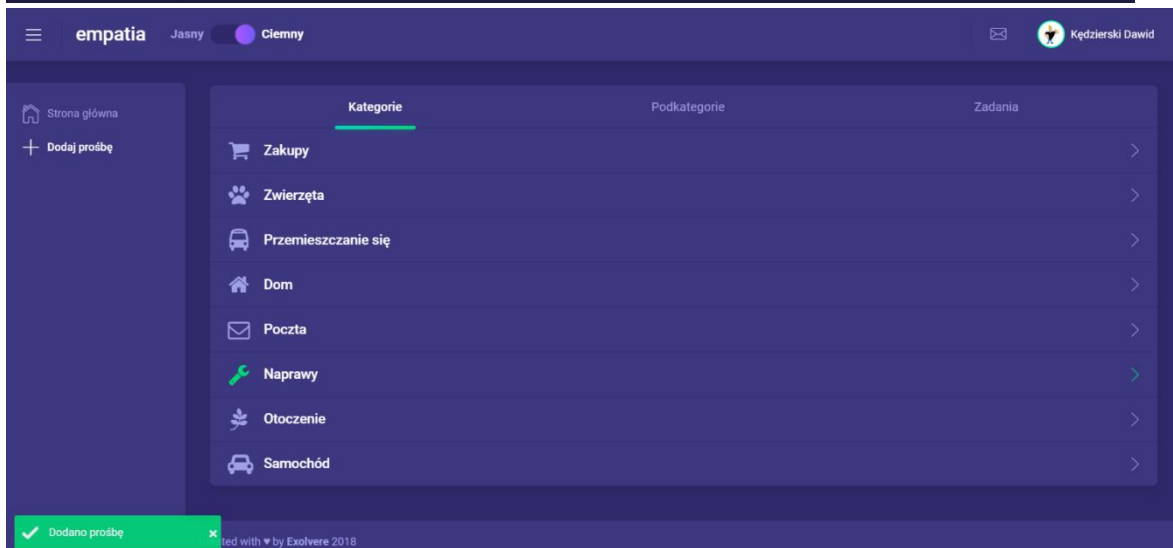 empatia Jasny Ciemny Kędzierski Dawid
Strona główna
Dodaj prośbę
Kategorie Podkategorie Zadania
Zakupy
Zwierzęta
Przemieszczanie się
Dom
Poczta
Naprawy
Otoczenie
Samochód
Dodano prośbę ×
with ♥ by Exolvere 2018